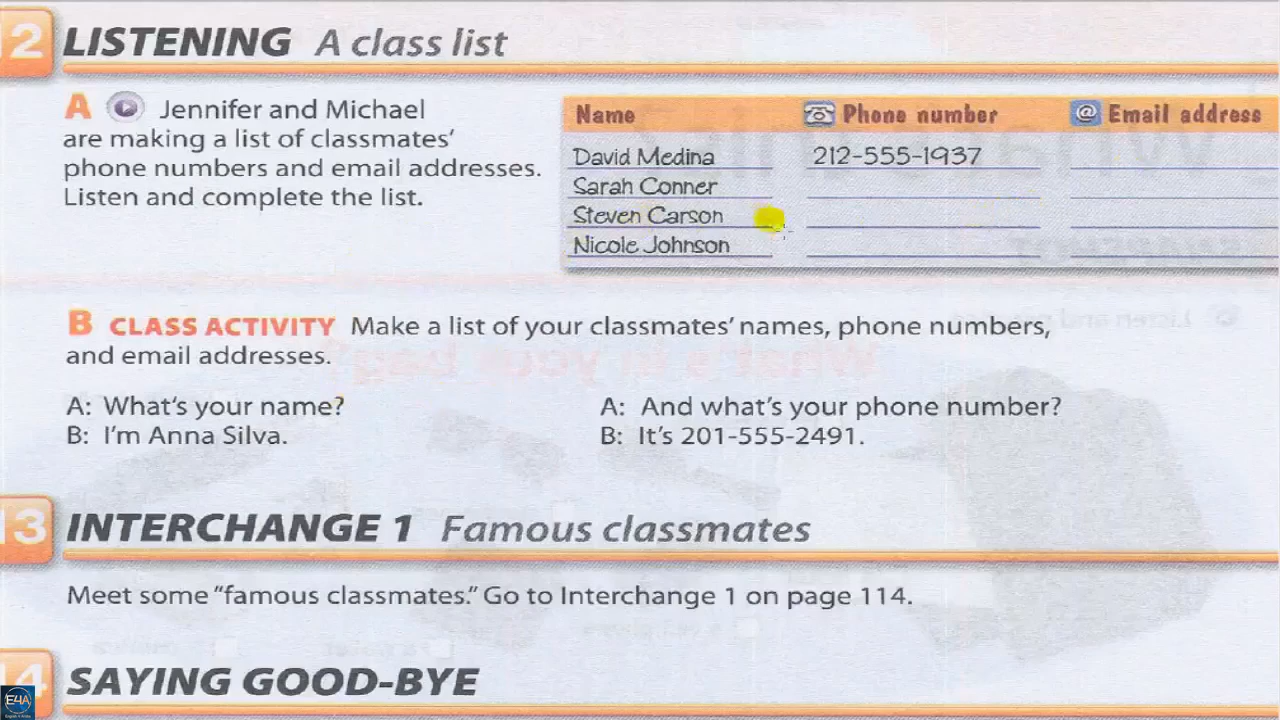 12 LISTENING A class list
A Jennifer and Michael
are making a list of classmates'
phone numbers and email addresses.
Listen and complete the list.
Name Phone number @ Email address
David Medina 212-555-1937
Sarah Conner
Steven Carson
Nicole Johnson
B CLASS ACTIVITY Make a list of your classmates' names, phone numbers,
and email addresses.
A: What's your name?
B: I'm Anna Silva.
A: And what's your phone number?
B: It's 201-555-2491.
13 INTERCHANGE 1 Famous classmates
Meet some "famous classmates." Go to Interchange 1 on page 114.
14 SAYING GOOD-BYE
E4A